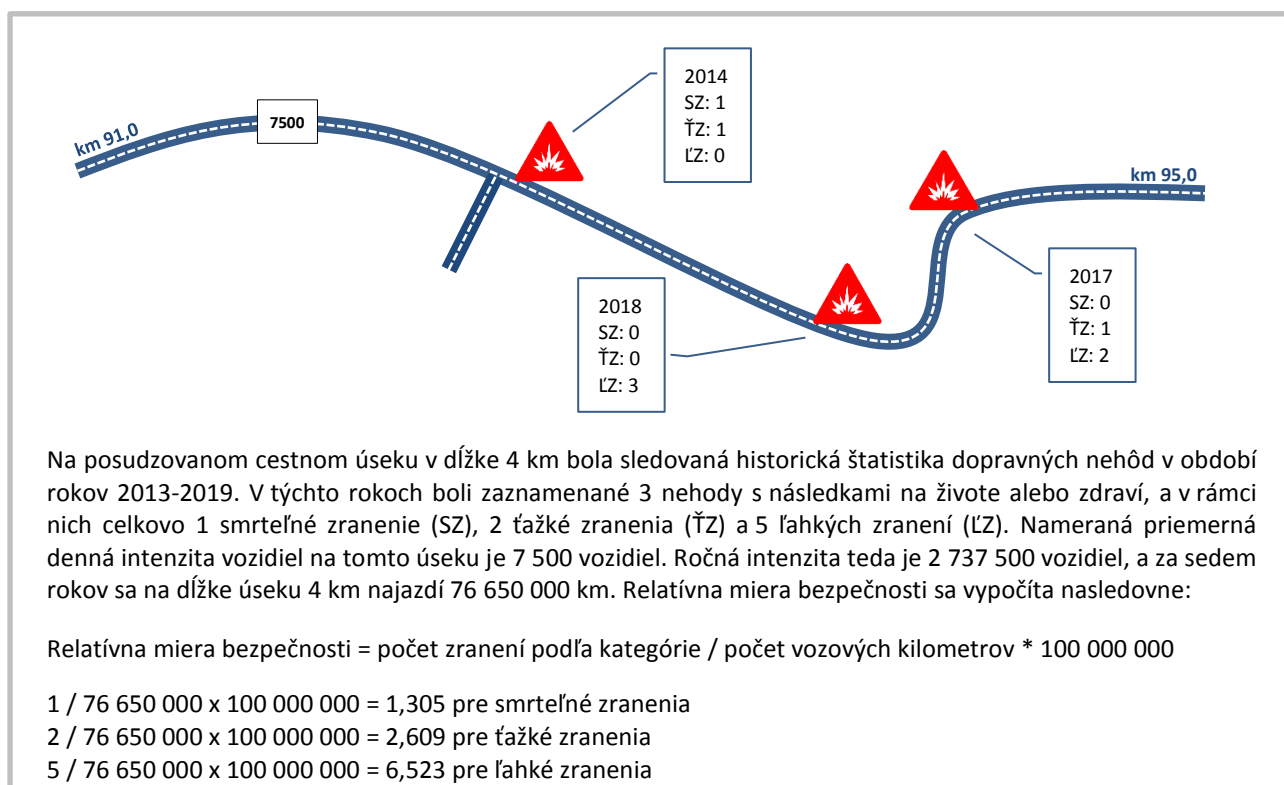 2014
SZ: 1
ŤZ: 1
ĽZ: 0
km 91,0
7500
km 95,0
2017
SZ: 0
ŤZ: 1
ĽZ: 2
2018
SZ: 0
ŤZ: 0
ĽZ: 3
Na posudzovanom cestnom úseku v dĺžke 4 km bola sledovaná historická štatistika dopravných nehôd v období
rokov 2013-2019. V týchto rokoch boli zaznamenané 3 nehody s následkami na živote alebo zdraví, a v rámci
nich celkovo 1 smrteľné zranenie (SZ), 2 ťažké zranenia (ŤZ) a 5 ľahkých zranení (ĽZ). Nameraná priemerná
denná intenzita vozidiel na tomto úseku je 7 500 vozidiel. Ročná intenzita teda je 2 737 500 vozidiel, a za sedem
rokov sa na dĺžke úseku 4 km najazdí 76 650 000 km. Relatívna miera bezpečnosti sa vypočíta nasledovne:
Relatívna miera bezpečnosti = počet zranení podľa kategórie / počet vozových kilometrov * 100 000 000
1 / 76 650 000 x 100 000 000 = 1,305 pre smrteľné zranenia
2 / 76 650 000 x 100 000 000 = 2,609 pre ťažké zranenia
5 / 76 650 000 x 100 000 000 = 6,523 pre ľahké zranenia